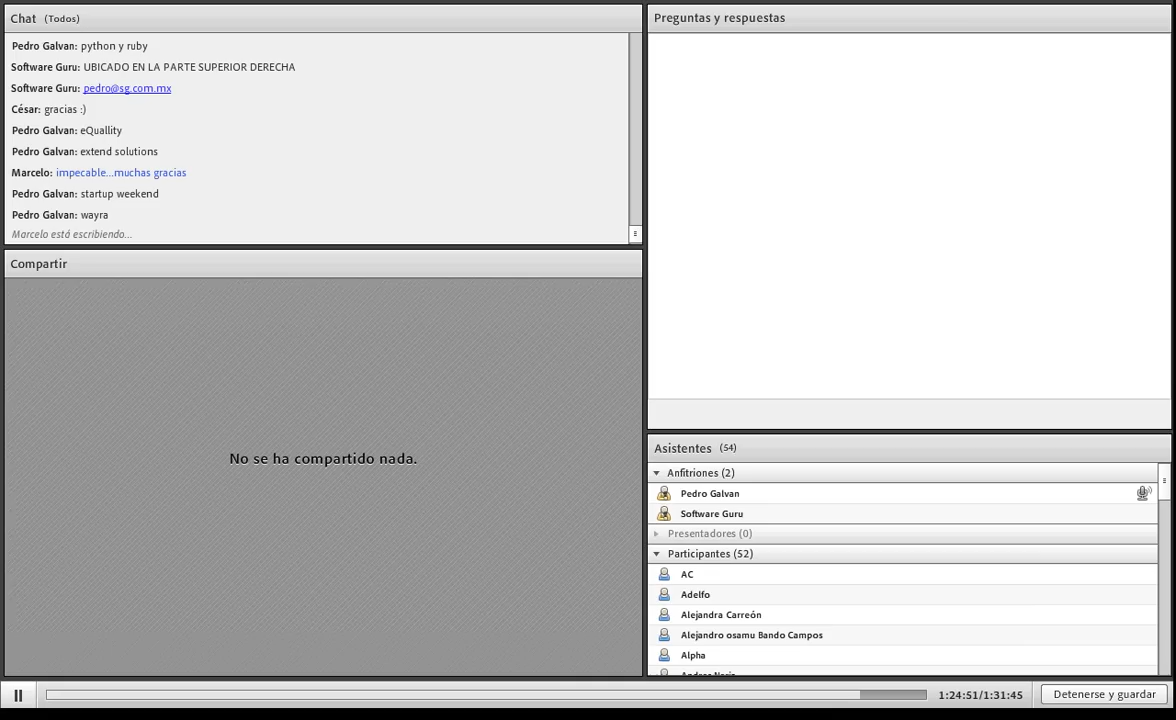 Chat (Todos)
Pedro Galvan: python y ruby
Software Guru: UBICADO EN LA PARTE SUPERIOR DERECHA
Software Guru: pedro@sg.com.mx
César: gracias :)
Pedro Galvan: eQuallity
Pedro Galvan: extend solutions
Marcelo: impecable...muchas gracias
Pedro Galvan: startup weekend
Pedro Galvan: wayra
Marcelo está escribiendo...
Compartir
No se ha compartido nada.
Preguntas y respuestas
Asistentes (54)
Anfitriones (2)
Pedro Galvan
Software Guru
Presentadores (0)
Participantes (52)
AC
Adelfo
Alejandra Carreón
Alejandro osamu Bando Campos
Alpha
1:24:51/1:31:45
Detenerse y guardar